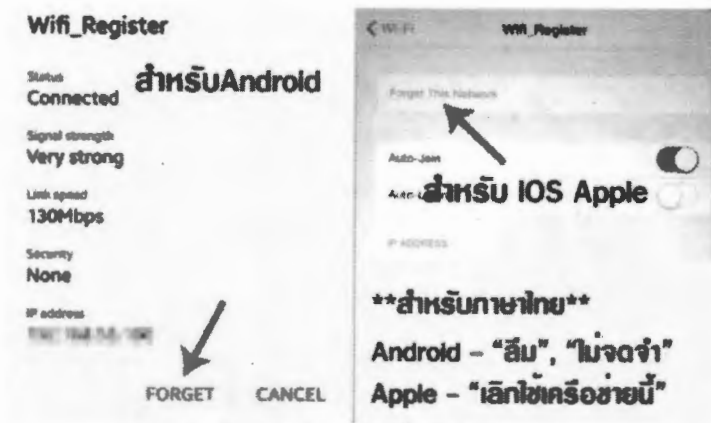 Wifi_Register
Status
Connected
สำหรับAndroid
Signal strength
Very strong
Link speed
130Mbps
Security
None
IP address
FORGET
CANCEL
Wi-Fi
Wifi_Register
Forget This Network
Auto-Join
สำหรับ IOS Apple
IP ADDRESS
**สำหรับภาษาไทย**
Android – “ลืม”, “ไม่จดจำ”
Apple – “เลิกใช้เครือข่ายนี้”